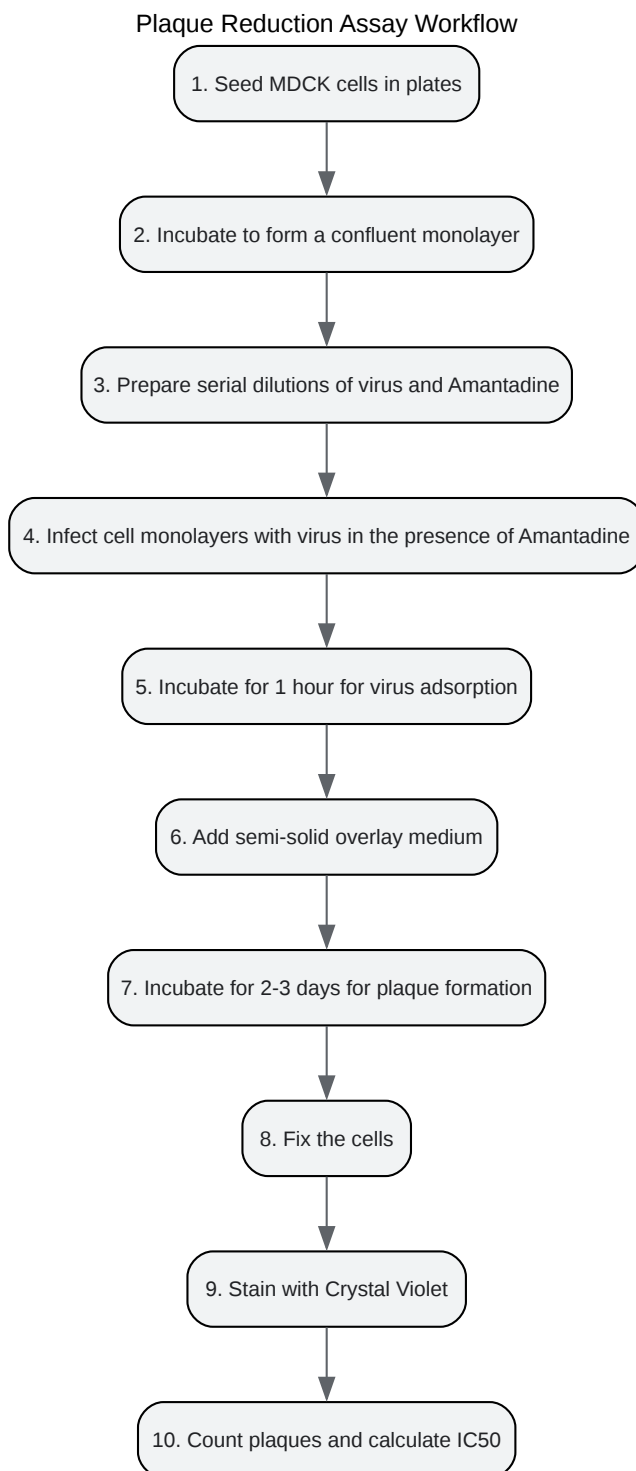 Plaque Reduction Assay Workflow
1. Seed MDCK cells in plates
2. Incubate to form a confluent monolayer
3. Prepare serial dilutions of virus and Amantadine
4. Infect cell monolayers with virus in the presence of Amantadine
5. Incubate for 1 hour for virus adsorption
6. Add semi-solid overlay medium
7. Incubate for 2-3 days for plaque formation
8. Fix the cells
9. Stain with Crystal Violet
10. Count plaques and calculate IC50